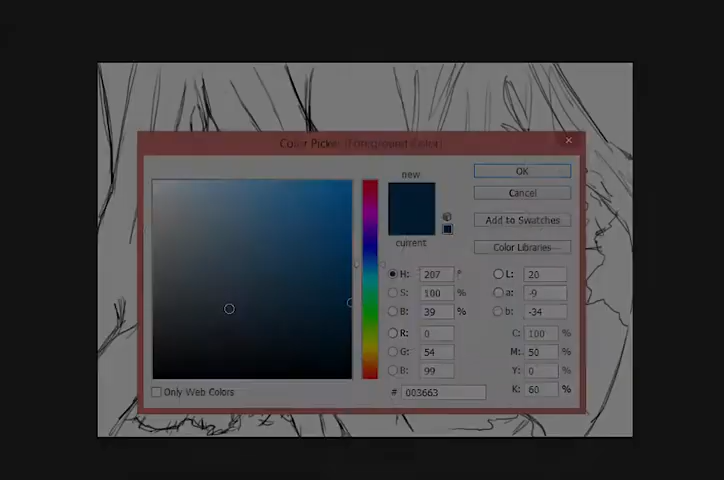 Color Picker (Foreground Color)
new
OK
Cancel
Add to Swatches
current
Color Libraries
H: 207 °
L: 20
S: 100 %
a: -9
B: 39 %
b: -34
R: 0
C: 100 %
G: 54
M: 50 %
B: 99
Y: 0 %
Only Web Colors
# 003663
K: 60 %